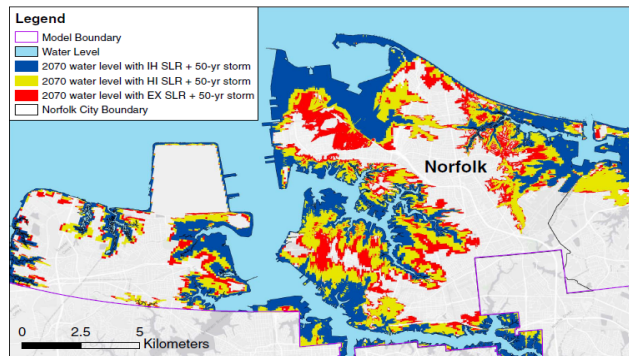 Legend
Model Boundary
Water Level
2070 water level with IH SLR + 50-yr storm
2070 water level with HI SLR + 50-yr storm
2070 water level with EX SLR + 50-yr storm
Norfolk City Boundary
Norfolk
0 2.5 5
Kilometers